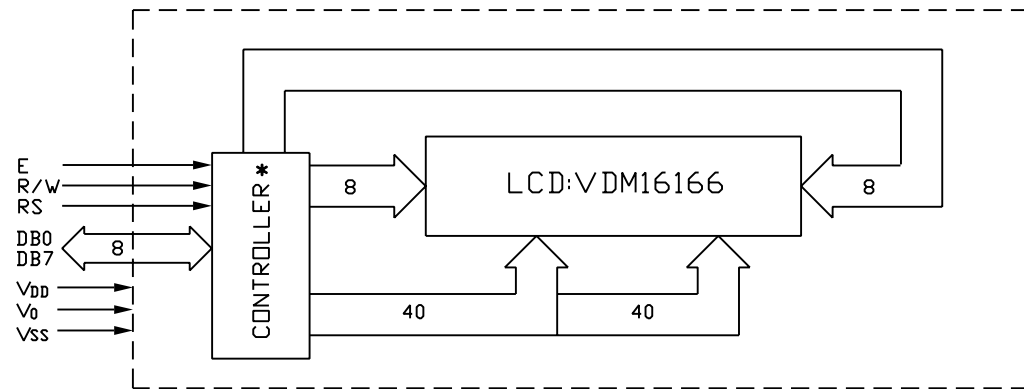 E
R/W
RS
DB0
DB7
8
VDD
V0
VSS
CONTROLLER*
8
LCD:VDM16166
8
40
40